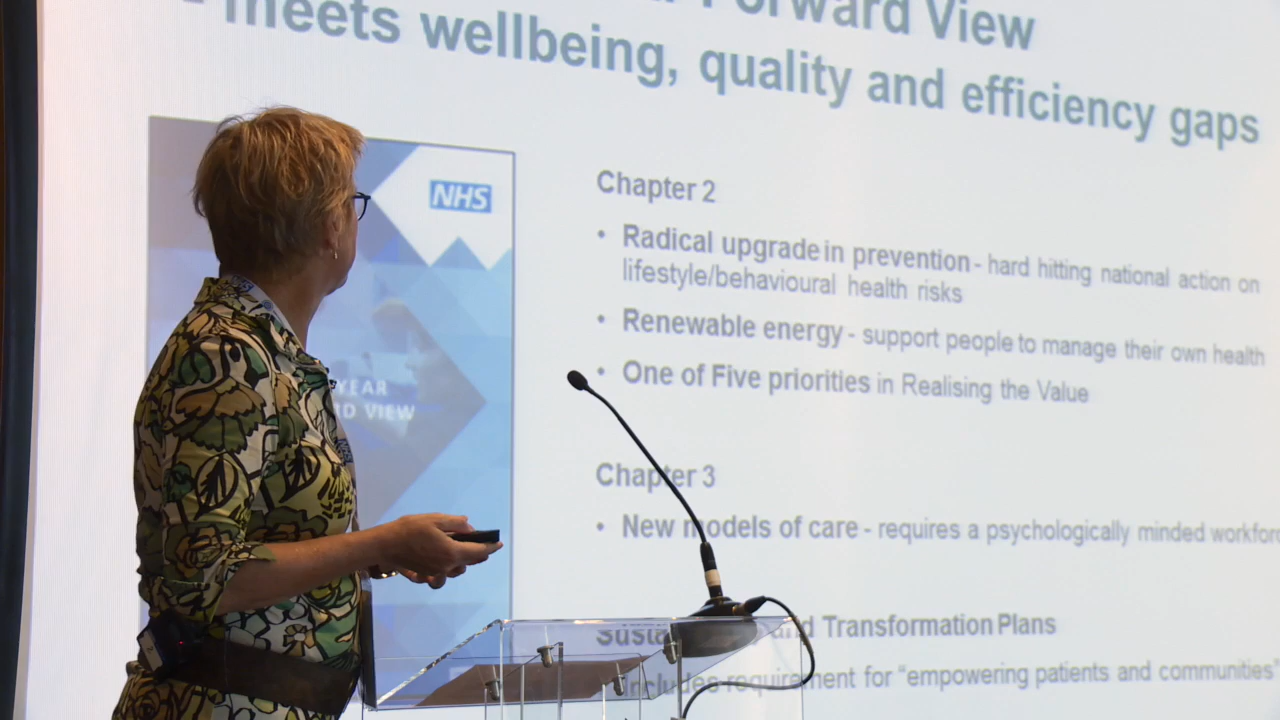 Forward View
meets wellbeing, quality and efficiency gaps
NHS
YEAR
VIEW
Chapter 2
• Radical upgrade in prevention - hard hitting national action on
lifestyle/behavioural health risks
• Renewable energy - support people to manage their own health
• One of Five priorities in Realising the Value
Chapter 3
• New models of care - requires a psychologically minded workforc
and Transformation Plans
Includes requirement for “empowering patients and communities”